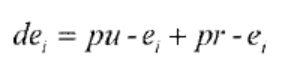 de_i = pu - e_i + pr - e_i